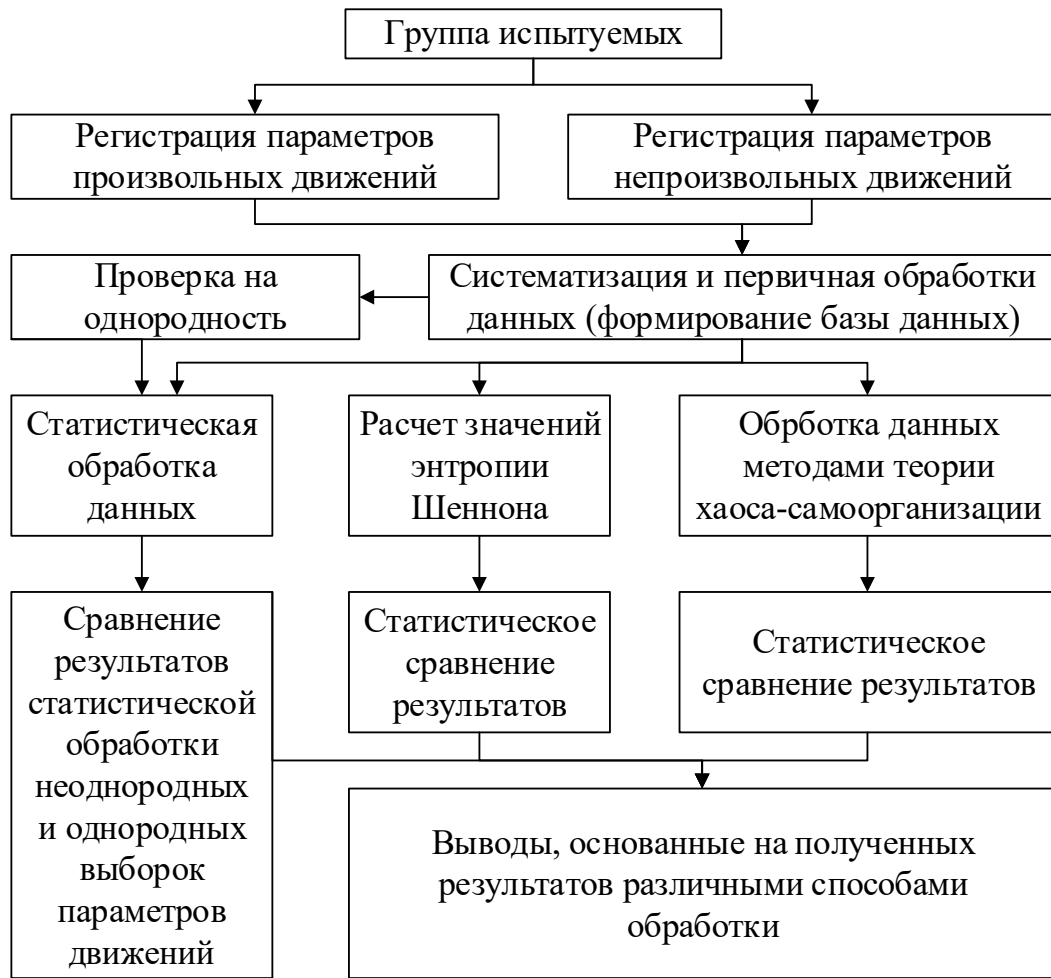 Группа испытуемых
Регистрация параметров
произвольных движений
Регистрация параметров
непроизвольных движений
Проверка на
однородность
Систематизация и первичная обработки
данных (формирование базы данных)
Статистическая
обработка
данных
Расчет значений
энтропии
Шеннона
Обрботка данных
методами теории
хаоса-самоорганизации
Сравнение
результатов
статистической
обработки
неоднородных
и однородных
выборок
параметров
движений
Статистическое
сравнение
результатов
Статистическое
сравнение результатов
Выводы, основанные на полученных
результатов различными способами
обработки